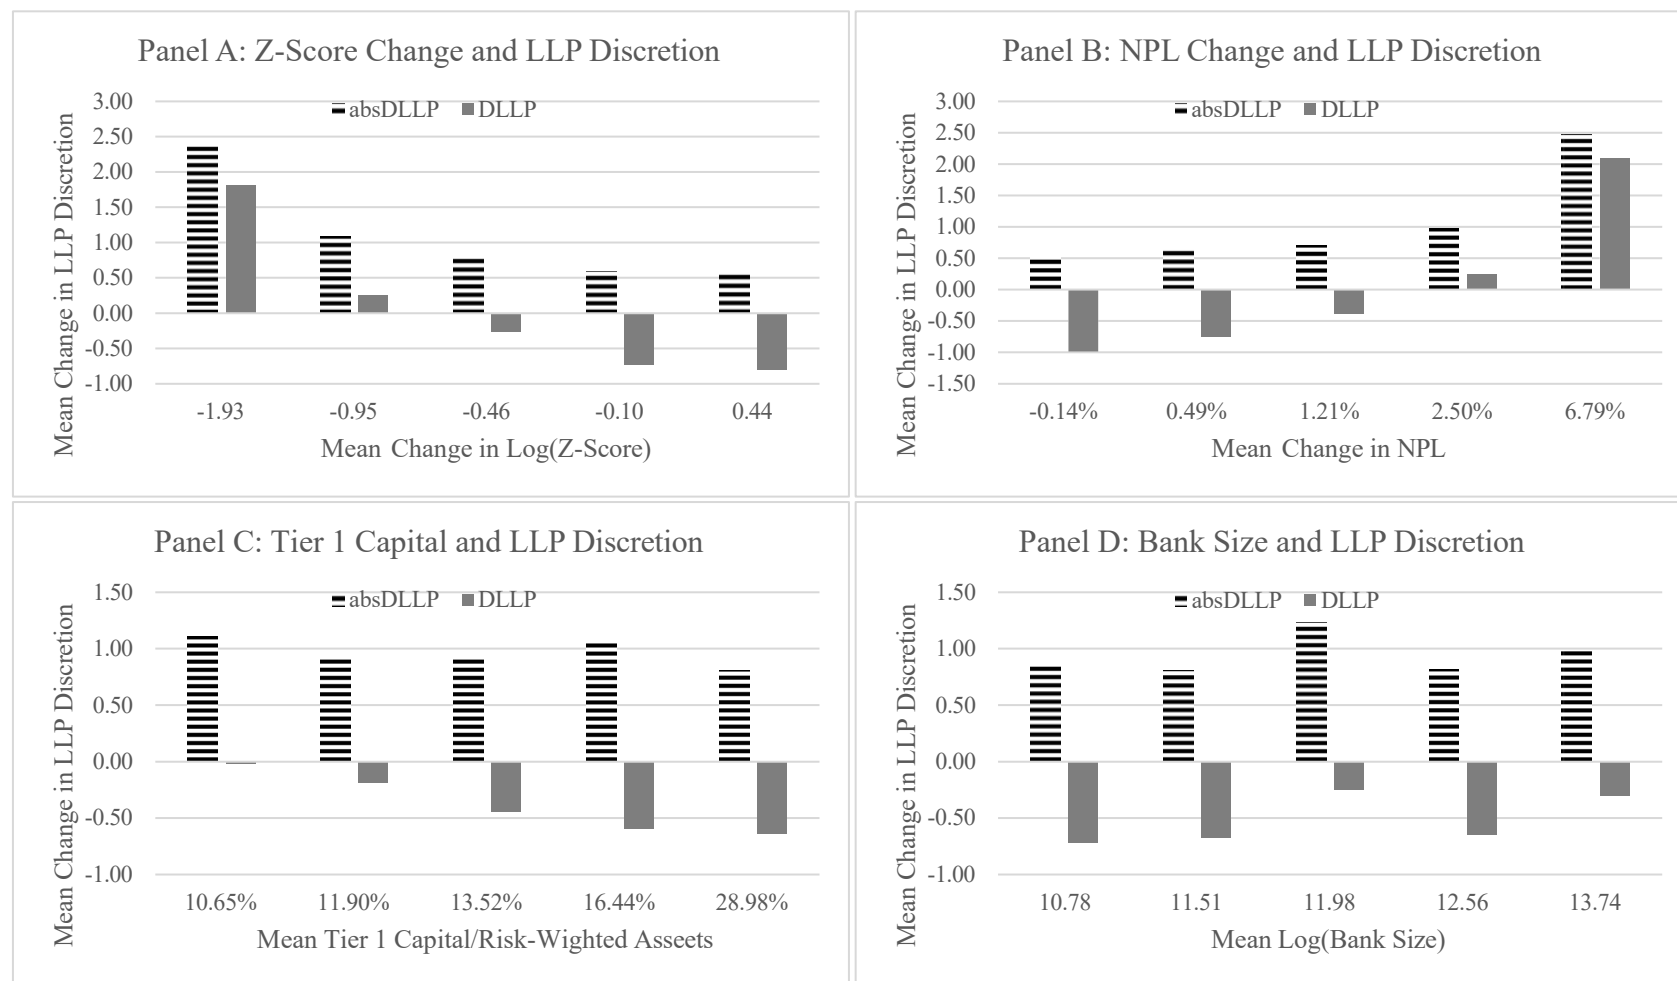 Panel A: Z-Score Change and LLP Discretion
absDLLP DLLP
Mean Change in LLP Discretion
3.00
2.50
2.00
1.50
1.00
0.50
0.00
-0.50
-1.00
-1.93 -0.95 -0.46 -0.10 0.44
Mean Change in Log(Z-Score)
Panel B: NPL Change and LLP Discretion
absDLLP DLLP
Mean Change in LLP Discretion
3.00
2.50
2.00
1.50
1.00
0.50
0.00
-0.50
-1.00
-1.50
-0.14% 0.49% 1.21% 2.50% 6.79%
Mean Change in NPL
Panel C: Tier 1 Capital and LLP Discretion
absDLLP DLLP
Mean Change in LLP Discretion
1.50
1.00
0.50
0.00
-0.50
-1.00
10.65% 11.90% 13.52% 16.44% 28.98%
Mean Tier 1 Capital/Risk-Wighted Asseets
Panel D: Bank Size and LLP Discretion
absDLLP DLLP
Mean Change in LLP Discretion
1.50
1.00
0.50
0.00
-0.50
-1.00
10.78 11.51 11.98 12.56 13.74
Mean Log(Bank Size)